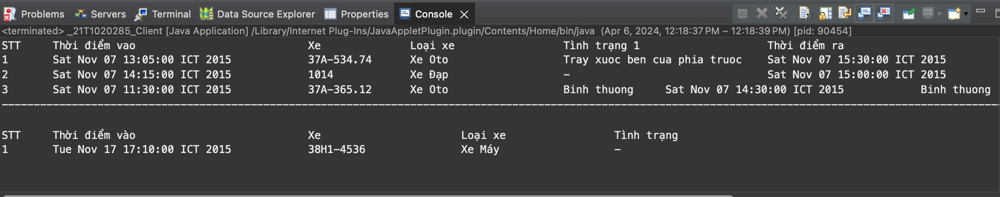 Problems Servers Terminal Data Source Explorer Properties Console
<terminated> _21T1020285_Client [Java Application] /Library/Internet Plug-Ins/JavaAppletPlugin.plugin/Contents/Home/bin/java (Apr 6, 2024, 12:18:37 PM – 12:18:39 PM) [pid: 90454]
STT Thời điểm vao Xe Loại xe Tình trạng 1 Thời điểm ra
1 Sat Nov 07 13:05:00 ICT 2015 37A-534.74 Xe Oto Tray xuoc ben cua phia truoc Sat Nov 07 15:30:00 ICT 2015
2 Sat Nov 07 14:15:00 ICT 2015 1014 Xe Đạp - Sat Nov 07 15:00:00 ICT 2015
3 Sat Nov 07 11:30:00 ICT 2015 37A-365.12 Xe Oto Binh thuong Sat Nov 07 14:30:00 ICT 2015 Binh thuong
STT Thời điểm vào Xe Loại xe Tình trạng
1 Tue Nov 17 17:10:00 ICT 2015 38H1-4536 Xe Máy -